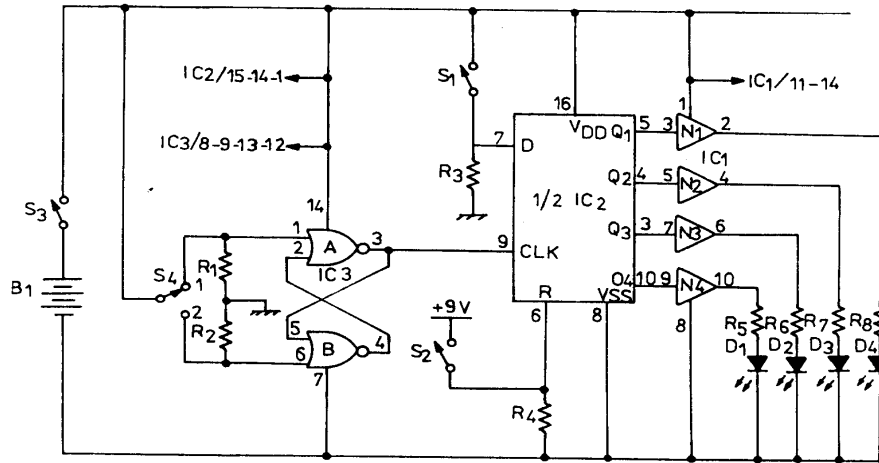 IC2/15-14-1
IC3/8-9-13-12
S1
S3
B1
S4
1
2
R1
R2
14
1
2
A
3
IC3
5
6
B
4
7
+9V
S2
R3
R4
16
VDD
7
D
1/2 IC2
9
CLK
R
6
VSS
8
Q1
5
Q2
4
Q3
3
O4
10
1
3
N1
2
IC1
IC1/11-14
5
N2
4
7
N3
6
9
N4
10
8
R5
R6
R7
R8
D1
D2
D3
D4